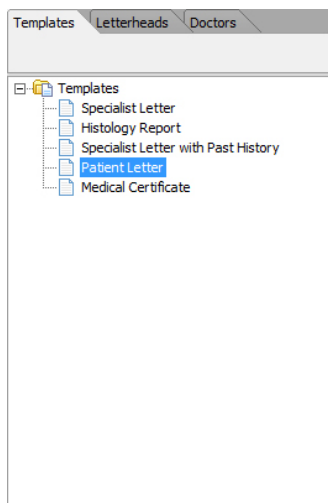 Templates Letterheads Doctors
Templates
Specialist Letter
Histology Report
Specialist Letter with Past History
Patient Letter
Medical Certificate